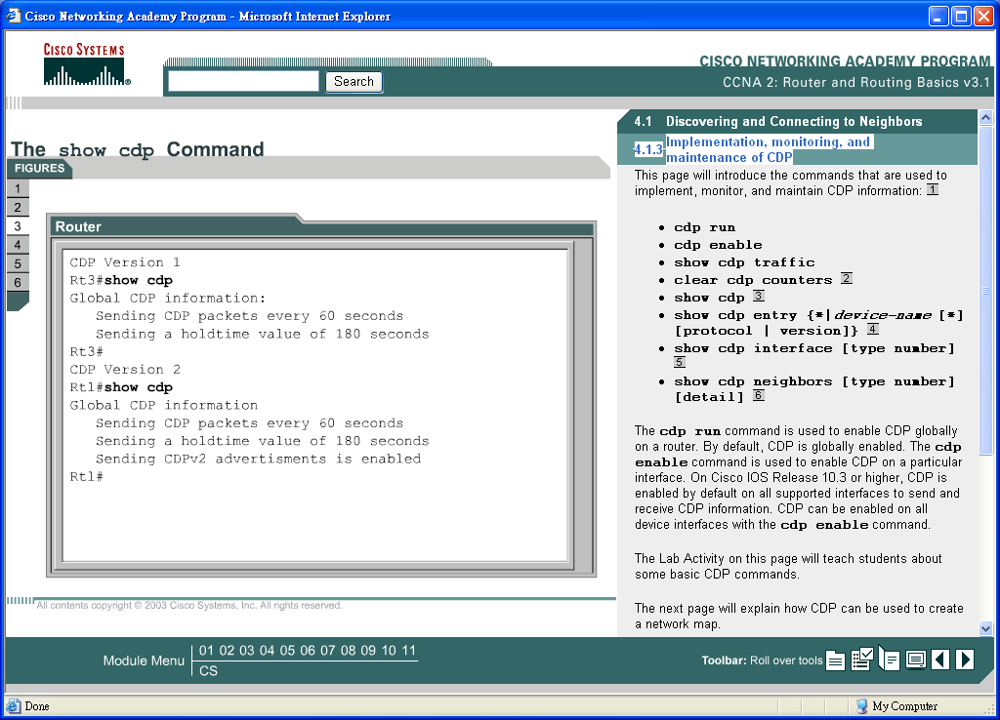 Cisco Networking Academy Program - Microsoft Internet Explorer
CISCO SYSTEMS
®
Search
CISCO NETWORKING ACADEMY PROGRAM
CCNA 2: Router and Routing Basics v3.1
The show cdp Command
FIGURES
1
2
3
4
5
6
Router
CDP Version 1
Rt3#show cdp
Global CDP information:
Sending CDP packets every 60 seconds
Sending a holdtime value of 180 seconds
Rt3#
CDP Version 2
Rt1#show cdp
Global CDP information
Sending CDP packets every 60 seconds
Sending a holdtime value of 180 seconds
Sending CDPv2 advertisments is enabled
Rt1#
All contents copyright © 2003 Cisco Systems, Inc. All rights reserved.
4.1 Discovering and Connecting to Neighbors
4.1.3 Implementation, monitoring, and
maintenance of CDP
This page will introduce the commands that are used to
implement, monitor, and maintain CDP information: 1
• cdp run
• cdp enable
• show cdp traffic
• clear cdp counters 2
• show cdp 3
• show cdp entry {*|device-name [*]
[protocol | version]} 4
• show cdp interface [type number]
5
• show cdp neighbors [type number]
[detail] 6
The cdp run command is used to enable CDP globally
on a router. By default, CDP is globally enabled. The cdp
enable command is used to enable CDP on a particular
interface. On Cisco IOS Release 10.3 or higher, CDP is
enabled by default on all supported interfaces to send and
receive CDP information. CDP can be enabled on all
device interfaces with the cdp enable command.
The Lab Activity on this page will teach students about
some basic CDP commands.
The next page will explain how CDP can be used to create
a network map.
Module Menu
01 02 03 04 05 06 07 08 09 10 11
CS
Toolbar: Roll over tools
Done
My Computer